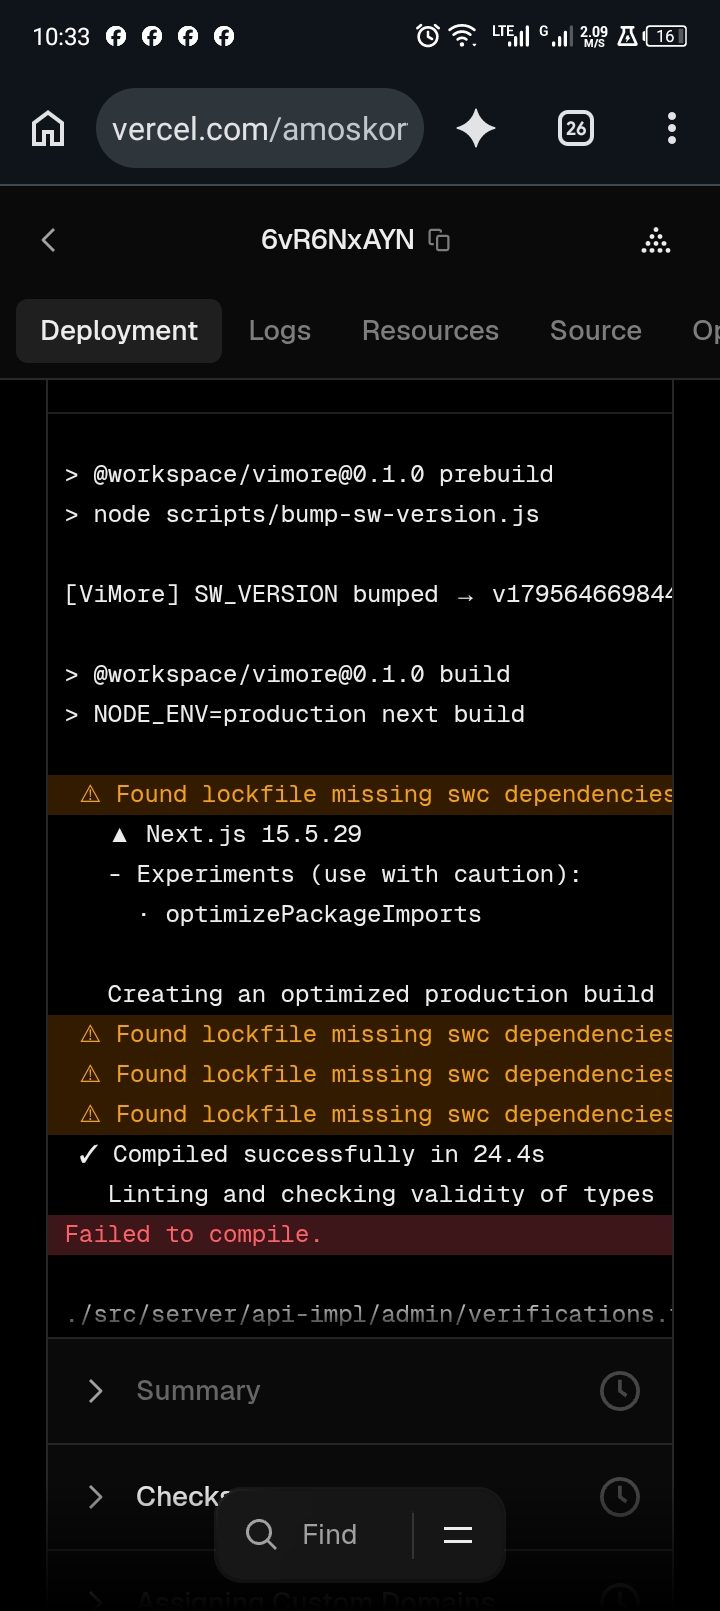 10:33
LTE G 2.09 M/S 16
vercel.com/amoskor
26
6vR6NxAYN
Deployment Logs Resources Source Op
> @workspace/vimore@0.1.0 prebuild
> node scripts/bump-sw-version.js
[ViMore] SW_VERSION bumped → v179564669844
> @workspace/vimore@0.1.0 build
> NODE_ENV=production next build
⚠ Found lockfile missing swc dependencies
▲ Next.js 15.5.29
- Experiments (use with caution):
· optimizePackageImports
Creating an optimized production build
⚠ Found lockfile missing swc dependencies
⚠ Found lockfile missing swc dependencies
⚠ Found lockfile missing swc dependencies
✓ Compiled successfully in 24.4s
Linting and checking validity of types
Failed to compile.
./src/server/api-impl/admin/verifications.
Summary
Checks
Find
Assigning Custom Domains